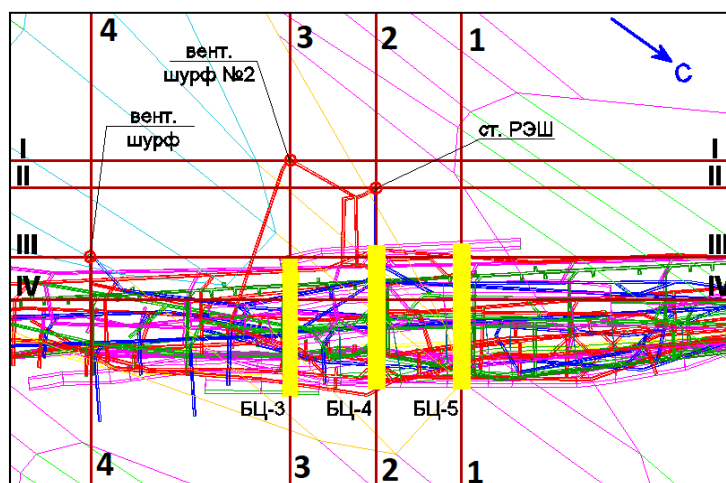 4 3 2 1
вент.
шурф №2
С
вент.
шурф
ст. РЭШ
I I
II II
III III
IV IV
БЦ-3 БЦ-4 БЦ-5
4 3 2 1